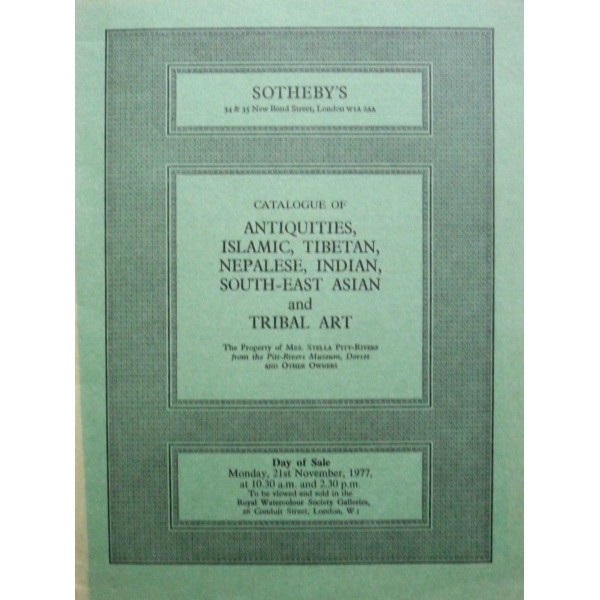 SOTHEBY'S
34 & 35 New Bond Street, London W1A 2AA
CATALOGUE OF
ANTIQUITIES,
ISLAMIC, TIBETAN,
NEPALESE, INDIAN,
SOUTH-EAST ASIAN
and
TRIBAL ART
The Property of MRS. STELLA PITT-RIVERS
from the Pitt-Rivers Museum, Dorset
AND OTHER OWNERS
Day of Sale
Monday, 21st November, 1977,
at 10.30 a.m. and 2.30 p.m.
To be viewed and sold in the
Royal Watercolour Society Galleries,
26 Conduit Street, London, W.1